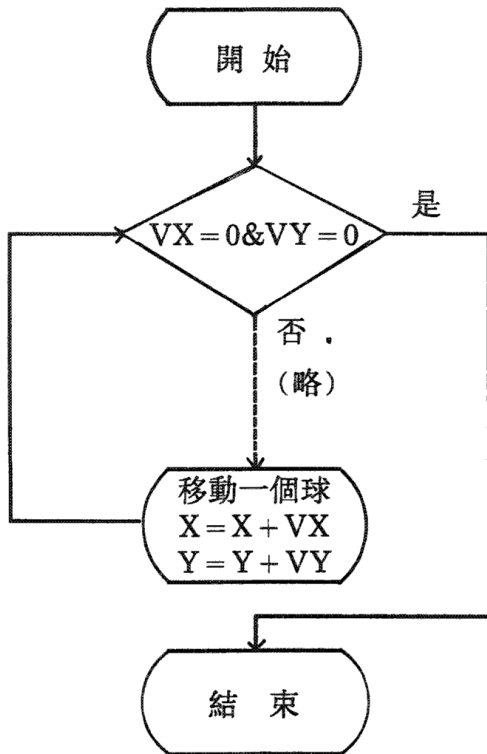 開始
VX=0&VY=0
是
否.
(略)
移動一個球
X=X+VX
Y=Y+VY
結 束